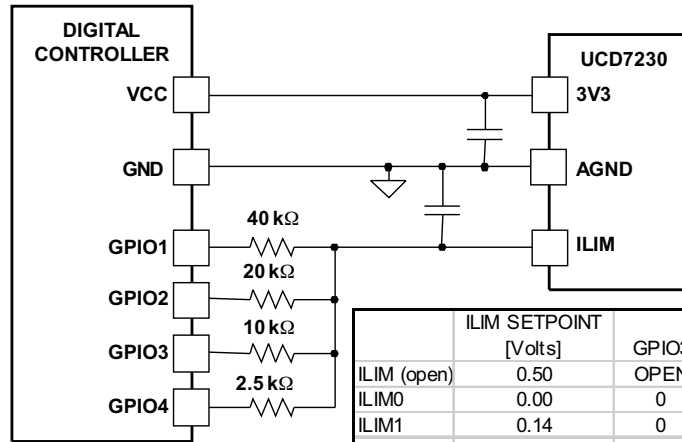 DIGITAL
CONTROLLER
UCD7230
VCC
3V3
GND
AGND
40 kΩ
GPIO1
ILIM
20 kΩ
GPIO2
10 kΩ
GPIO3
2.5 kΩ
GPIO4
ILIM SETPOINT
[Volts] GPIO3
ILIM (open) 0.50 OPEN
ILIM0 0.00 0
ILIM1 0.14 0